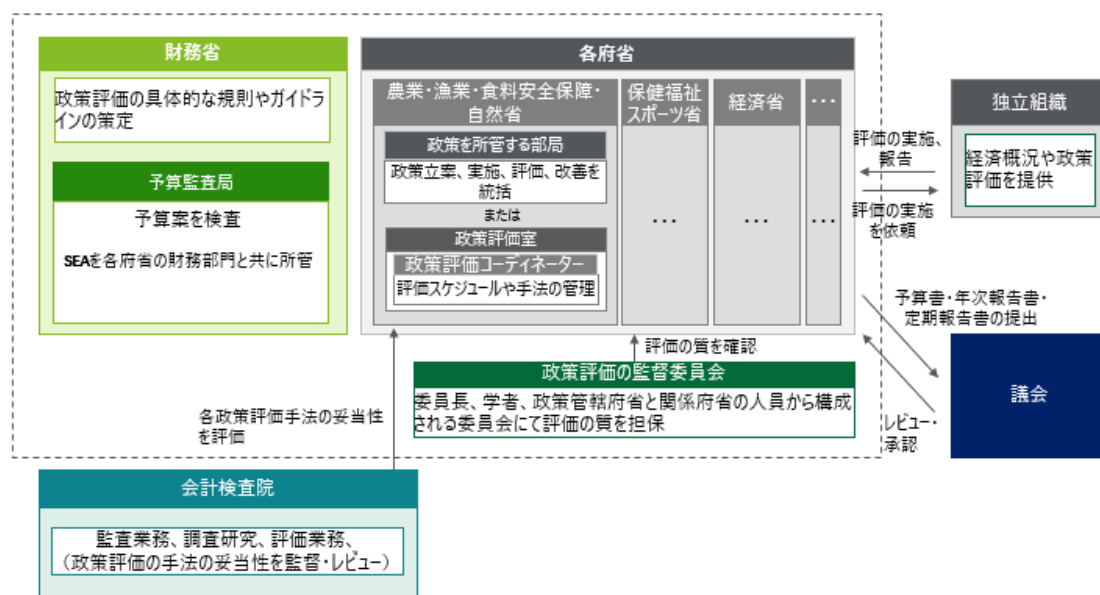 財務省
政策評価の具体的な規則やガイドラ
インの策定
予算監査局
予算案を検査
SEAを各府省の財務部門と共に所管
各府省
農業・漁業・食料安全保障・
自然省
政策を所管する部局
政策立案、実施、評価、改善を
統括
または
政策評価室
政策評価コーディネーター
評価スケジュールや手法の管理
保健福祉
スポーツ省
…
経済省
…
…
…
評価の実施、
報告
評価の実施
を依頼
独立組織
経済概況や政策
評価を提供
予算書・年次報告書・
定期報告書の提出
議会
レビュー・
承認
評価の質を確認
政策評価の監督委員会
委員長、学者、政策管轄府省と関係府省の人員から構成
される委員会にて評価の質を担保
各政策評価手法の妥当性
を評価
会計検査院
監査業務、調査研究、評価業務、
（政策評価の手法の妥当性を監督・レビュー）